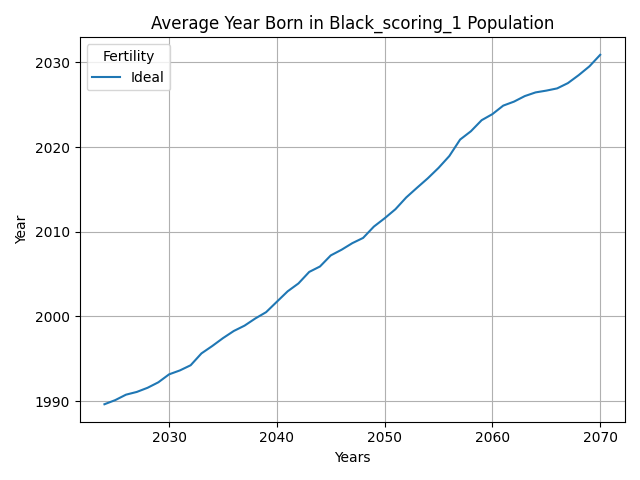 Average Year Born in Black_scoring_1 Population
Fertility
Ideal
2030
2020
2010
2000
1990
Year
2030 2040 2050 2060 2070
Years